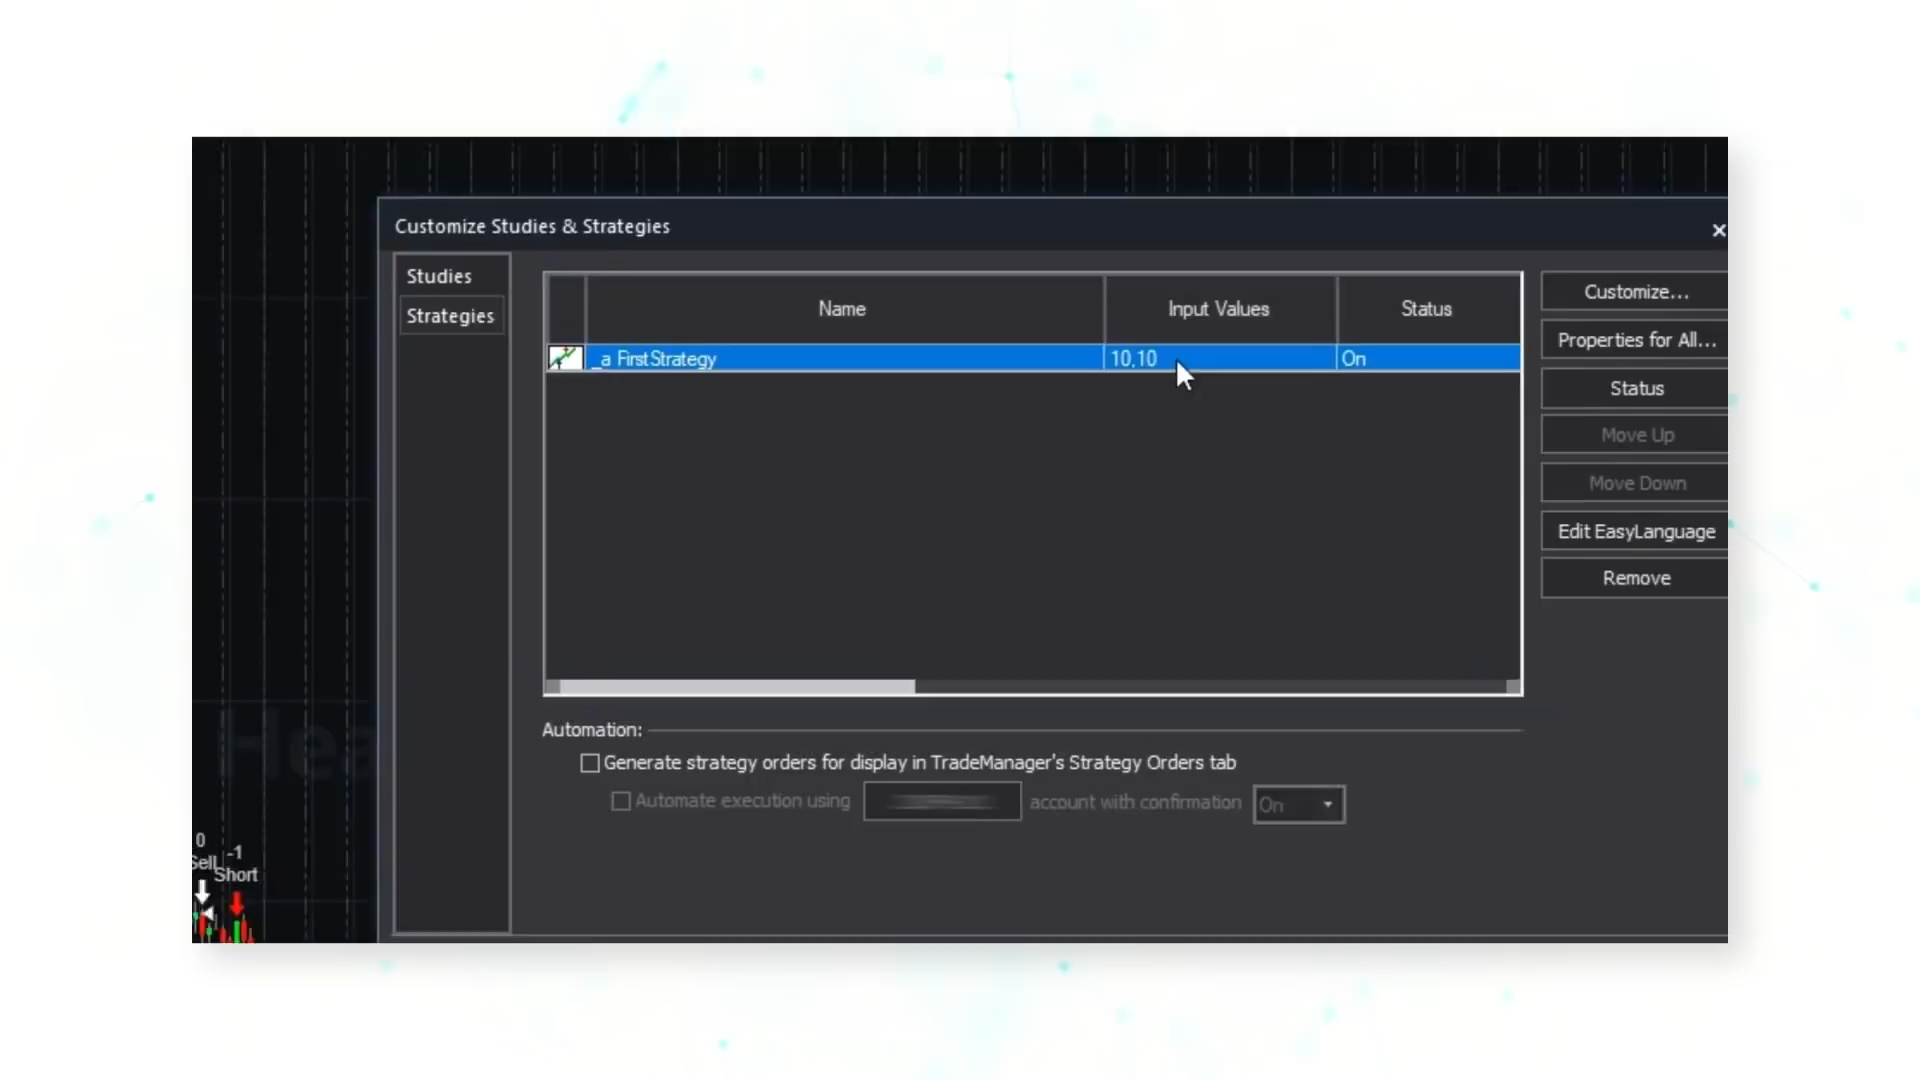 Customize Studies & Strategies
Studies
Strategies
Name Input Values Status
_a FirstStrategy 10,10 On
Customize...
Properties for All...
Status
Move Up
Move Down
Edit EasyLanguage
Remove
Automation:
Generate strategy orders for display in TradeManager's Strategy Orders tab
Automate execution using account with confirmation On
0
Sell
-1
Short